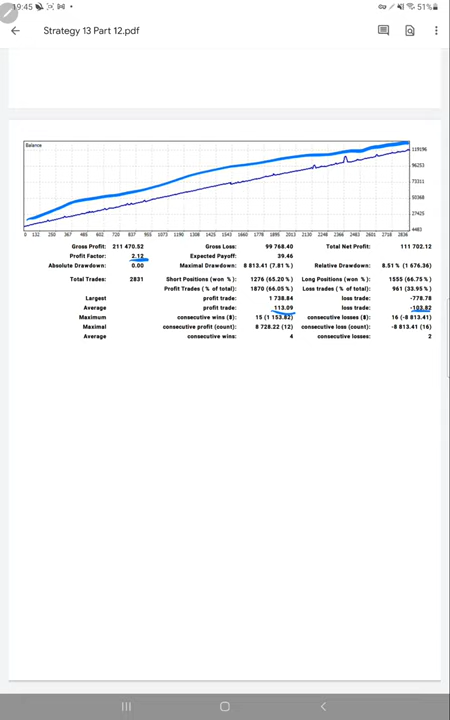 19:45 51%
Strategy 13 Part 12.pdf
Balance
119196
96253
73311
50368
27425
4483
0 132 250 367 485 602 720 837 955 1073 1190 1308 1425 1543 1660 1778 1895 2013 2130 2248 2366 2483 2601 2718 2836
Gross Profit: 211 470.52 Gross Loss: 99 768.40 Total Net Profit: 111 702.12
Profit Factor: 2.12 Expected Payoff: 39.46
Absolute Drawdown: 0.00 Maximal Drawdown: 8 813.41 (7.81 %) Relative Drawdown: 8.51 % (1 676.36)
Total Trades: 2831 Short Positions (won %): 1276 (65.20 %) Long Positions (won %): 1555 (66.75 %)
Profit Trades (% of total): 1870 (66.05 %) Loss trades (% of total): 961 (33.95 %)
Largest profit trade: 1 738.84 loss trade: -778.78
Average profit trade: 113.09 loss trade: -103.82
Maximum consecutive wins ($): 15 (1 153.82) consecutive losses ($): 16 (-8 813.41)
Maximal consecutive profit (count): 8 728.22 (12) consecutive loss (count): -8 813.41 (16)
Average consecutive wins: 4 consecutive losses: 2